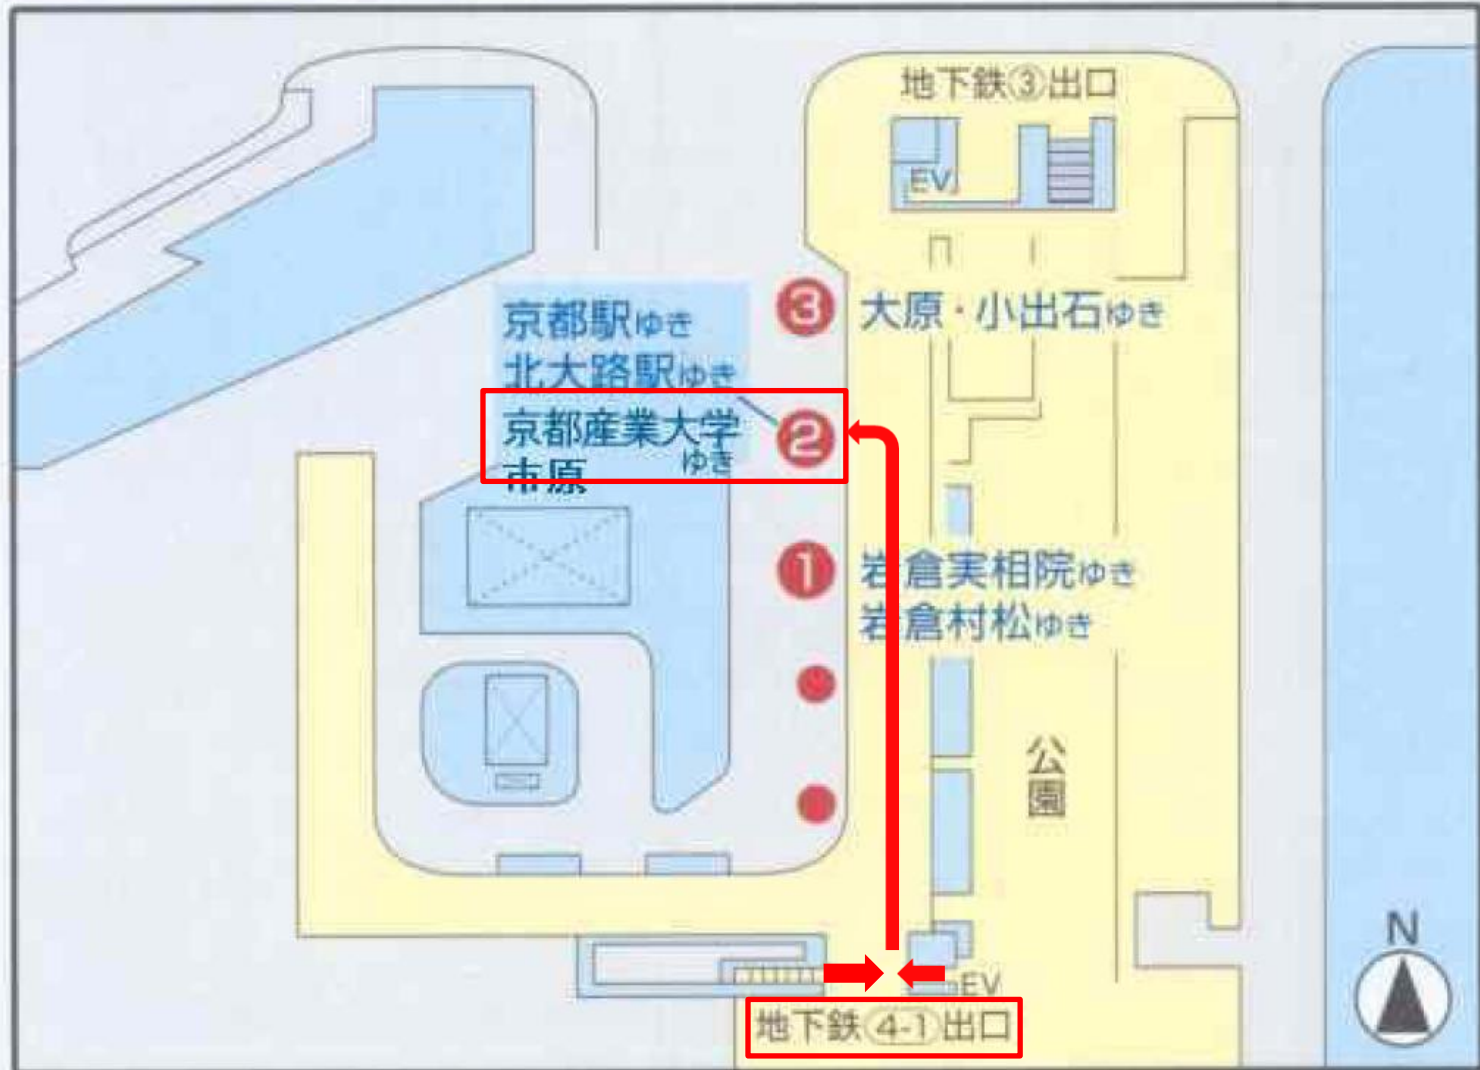 地下鉄③出口
EV
京都駅ゆき
北大路駅ゆき
京都産業大学
市原
ゆき
③
大原・小出石ゆき
②
①
岩倉実相院ゆき
岩倉村松ゆき
公園
EV
地下鉄4-1出口
N